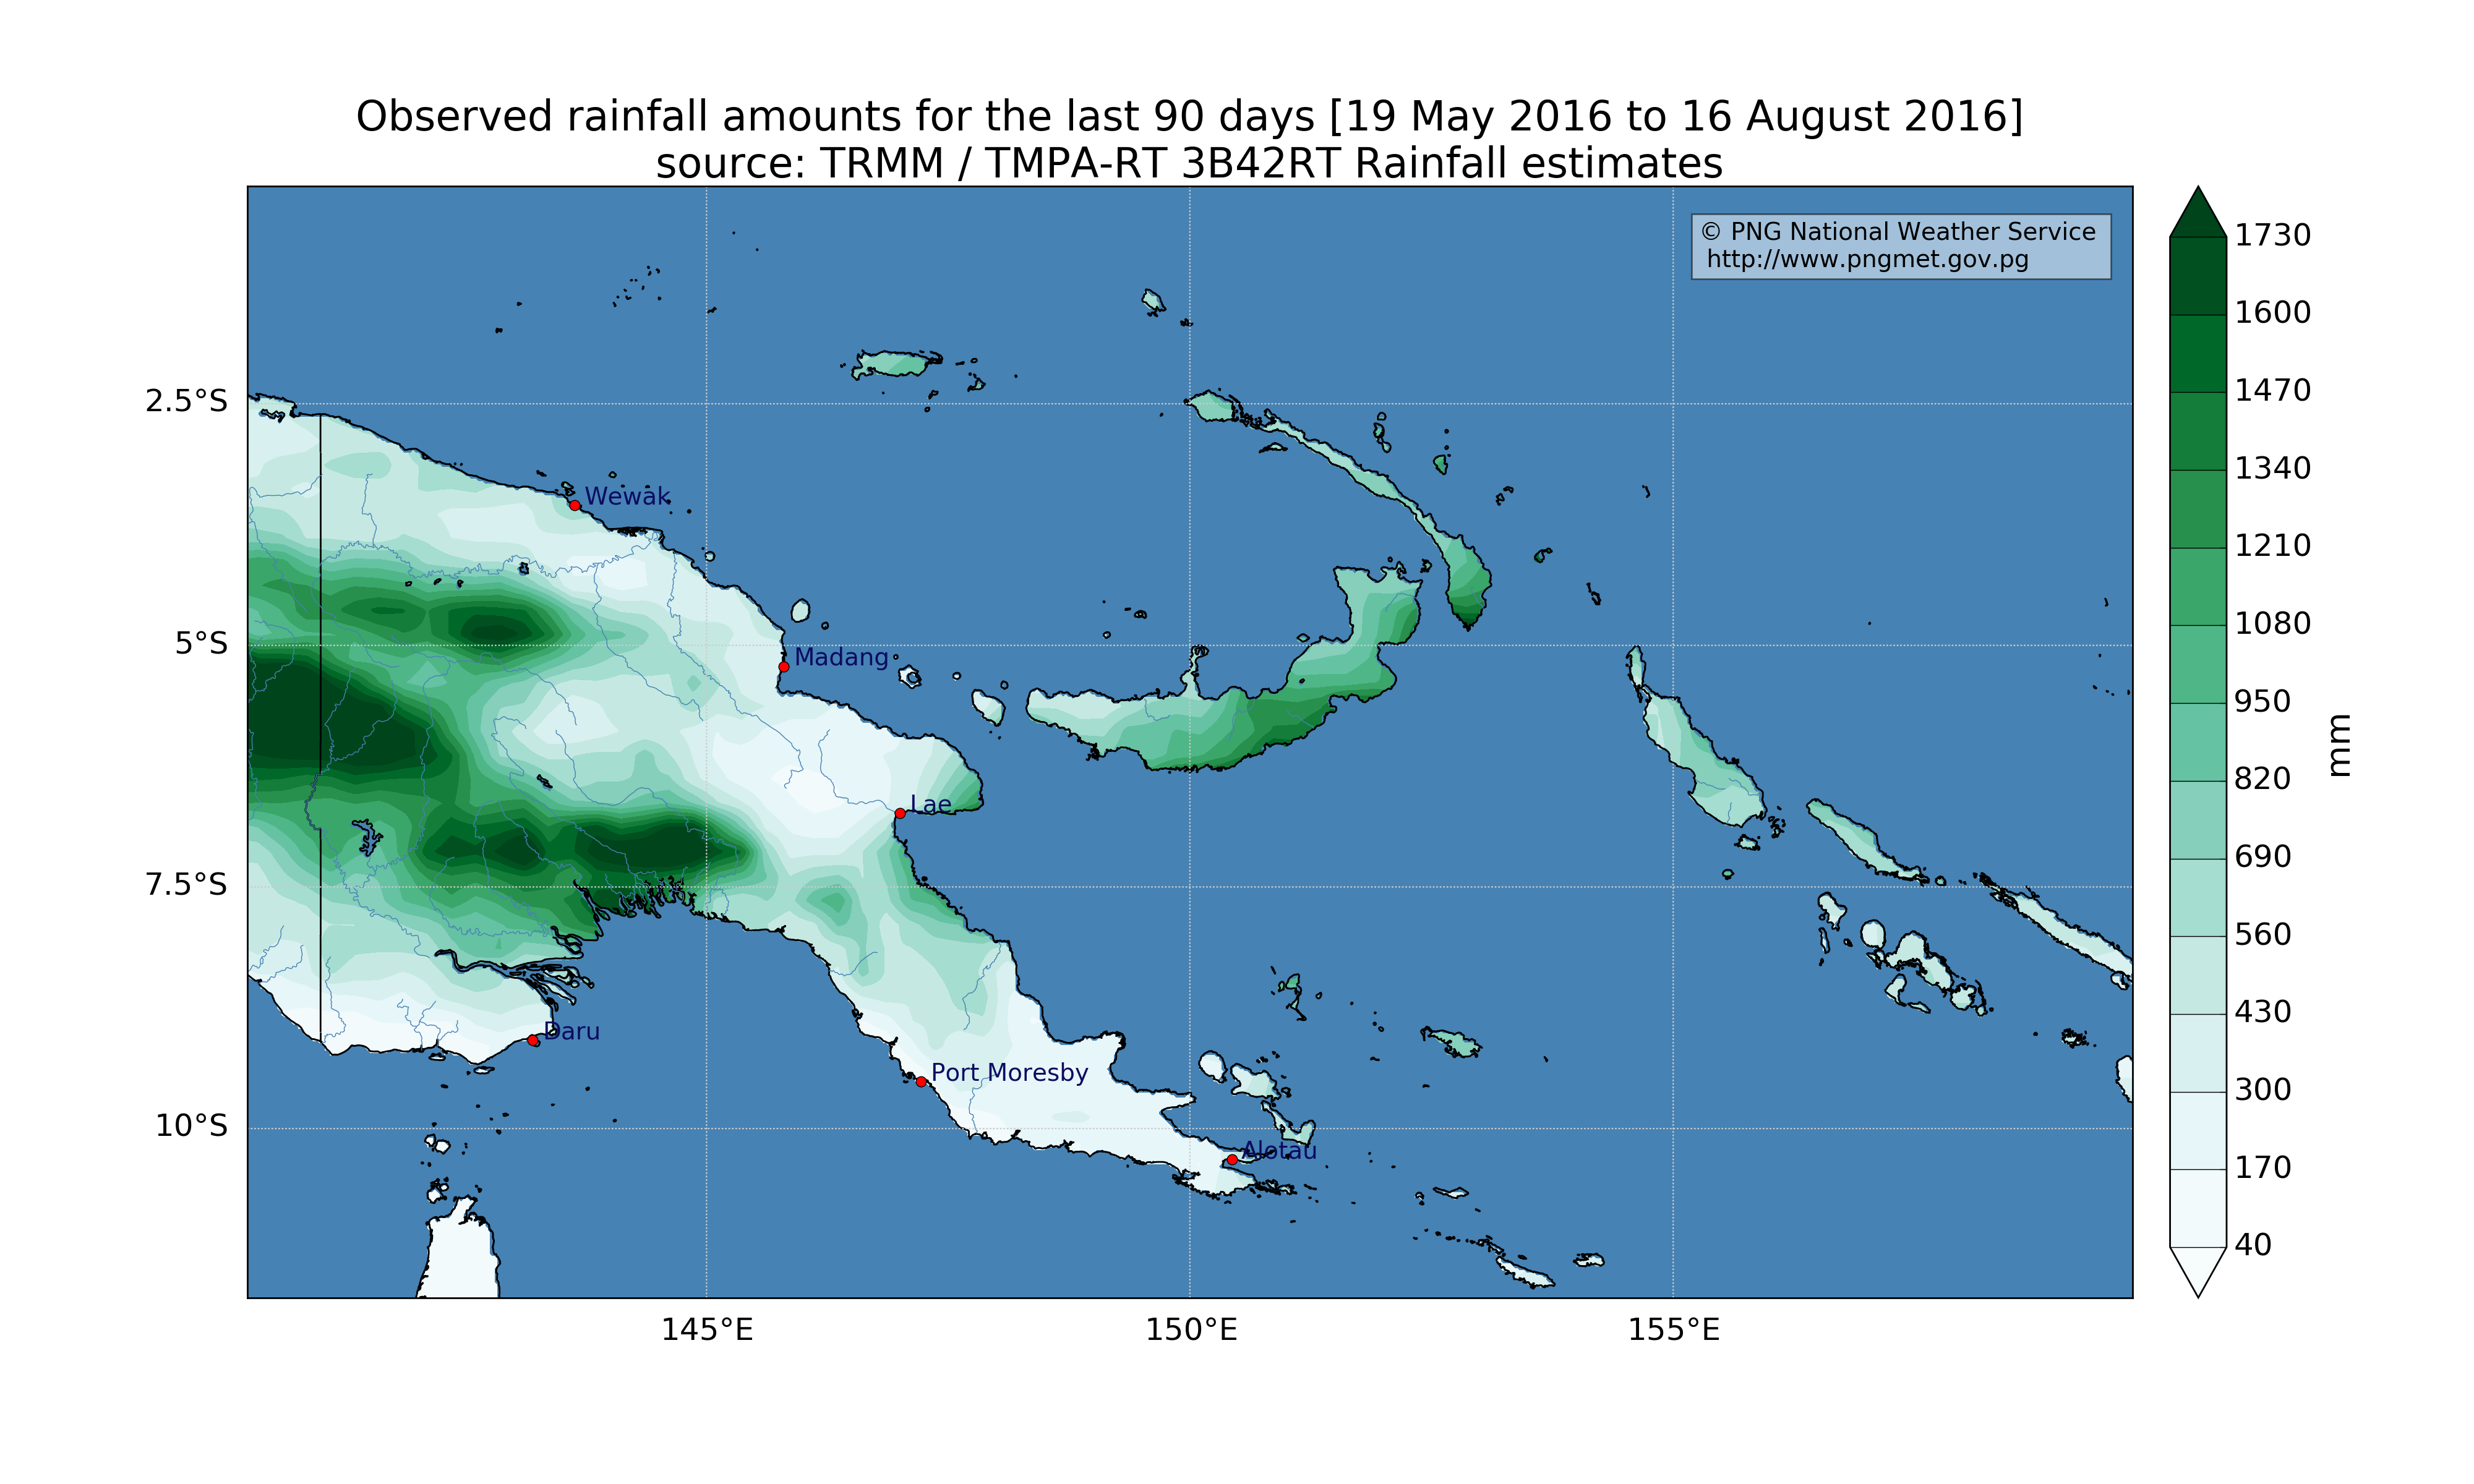 Observed rainfall amounts for the last 90 days [19 May 2016 to 16 August 2016]
source: TRMM / TMPA-RT 3B42RT Rainfall estimates
© PNG National Weather Service
http://www.pngmet.gov.pg
1730
1600
1470
1340
1210
1080
950
820
690
560
430
300
170
40
mm
2.5°S
5°S
7.5°S
10°S
Wewak
Madang
Lae
Daru
Port Moresby
Alotau
145°E
150°E
155°E